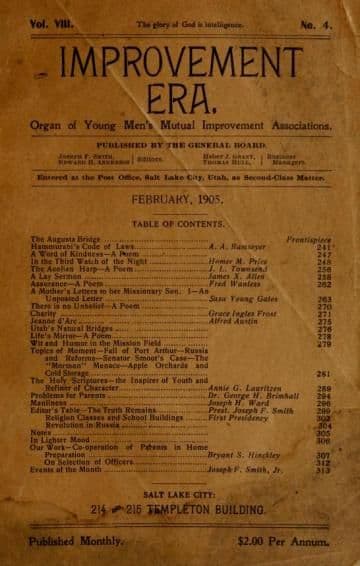 Vol. VIII. The glory of God is intelligence. No. 4.
IMPROVEMENT
ERA.
Organ of Young Men's Mutual Improvement Associations.
PUBLISHED BY THE GENERAL BOARD.
Joseph F. Smith, Edward H. Anderson } Editors. Heber J. Grant, Thomas Hull, } Business Managers.
Entered at the Post Office, Salt Lake City, Utah, as Second-Class Matter.
FEBRUARY, 1905.
TABLE OF CONTENTS.
The Augusta Bridge Frontispiece
Hammurabi's Code of Laws A. A. Ramseyer 241
A Word of Kindness—A Poem 247
In the Third Watch of the Night Homer M. Price 248
The Aeolian Harp—A Poem J. L. Townsend 256
A Lay Sermon James X. Allen 258
Assurance—A Poem Fred Wanless 262
A Mother's Letters to her Missionary Son. I—An
Unposted Letter Susa Young Gates 263
There is no Unbelief—A Poem 270
Charity Grace Ingles Frost 271
Jeanne d'Arc Alfred Austin 275
Utah's Natural Bridges 276
Life's Mirror—A Poem 278
Wit and Humor in the Mission Field 279
Topics of Moment—Fall of Port Arthur—Russia
and Reforms—Senator Smoot's Case—The
"Mormon" Menace—Apple Orchards and
Cold Storage 281
The Holy Scriptures—the Inspirer of Youth and
Refiner of Character Annie G. Lauritzen 289
Problems for Parents Dr. George H. Brimhall 294
Manliness Joseph H. Ward 296
Editor's Table—The Truth Remains Prest. Joseph F. Smith 299
Religion Classes and School Buildings First Presidency 302
Revolution in Russia 304
Notes 305
In Lighter Mood 306
Our Work—Co-operation of Parents in Home
Preparation Bryant S. Hinckley 307
On Selection of Officers 312
Events of the Month Joseph F. Smith, Jr. 313
SALT LAKE CITY:
214 215 TEMPLETON BUILDING.
Published Monthly. $2.00 Per Annum.